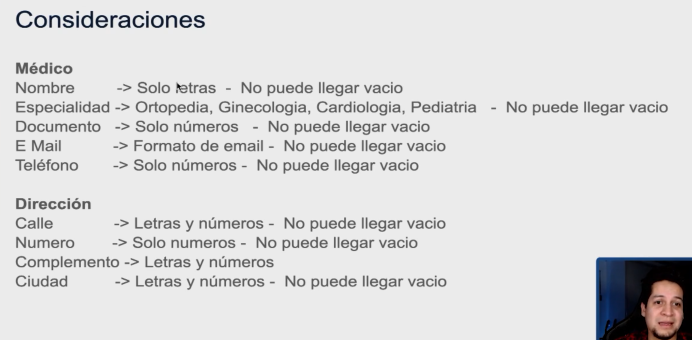 Consideraciones
Médico
Nombre -> Solo letras - No puede llegar vacio
Especialidad -> Ortopedia, Ginecologia, Cardiologia, Pediatria - No puede llegar vacio
Documento -> Solo números - No puede llegar vacio
E Mail -> Formato de email - No puede llegar vacio
Teléfono -> Solo números - No puede llegar vacio
Dirección
Calle -> Letras y números - No puede llegar vacio
Numero -> Solo numeros - No puede llegar vacio
Complemento -> Letras y números
Ciudad -> Letras y números - No puede llegar vacio